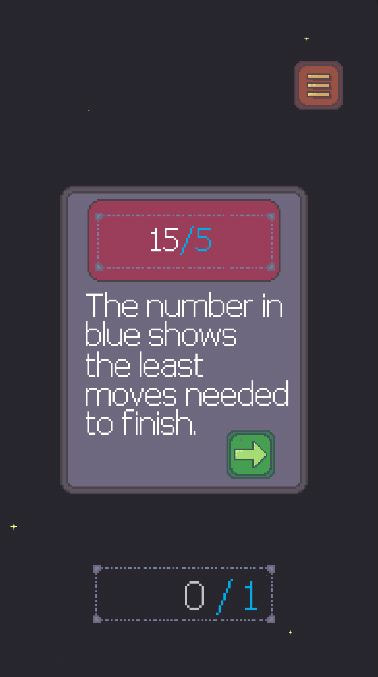 15/5
The number in
blue shows
the least
moves needed
to finish.
0/1